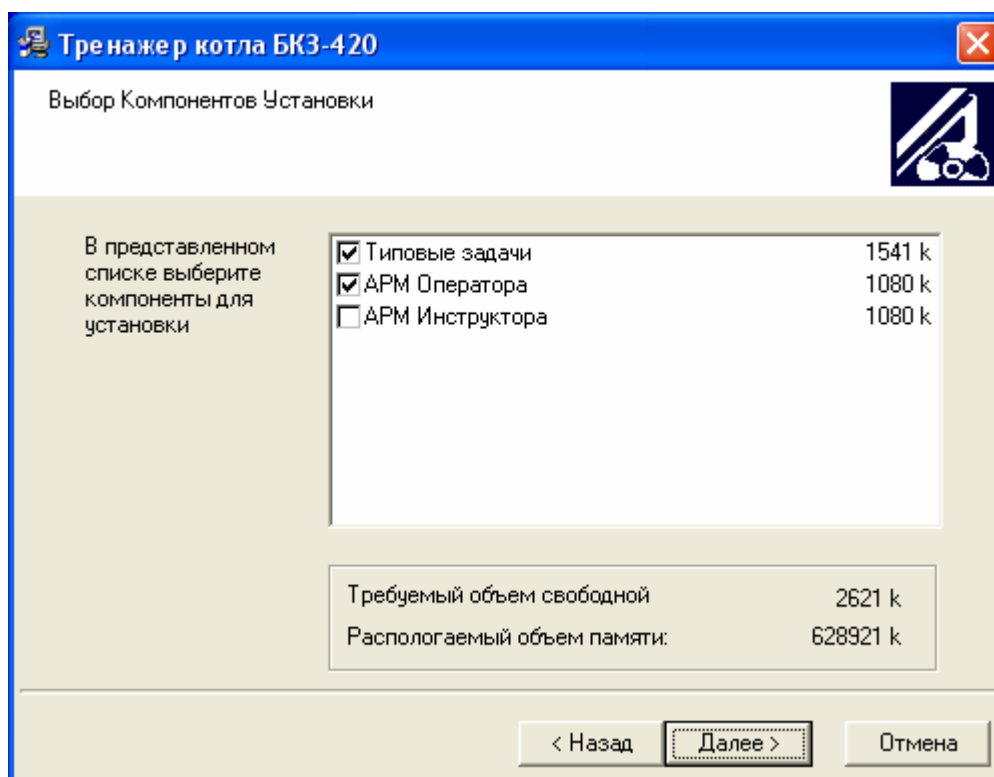 Тренажер котла БКЗ-420
Выбор Компонентов Установки
В представленном
списке выберите
компоненты для
установки
Типовые задачи 1541 k
АРМ Оператора 1080 k
АРМ Инструктора 1080 k
Требуемый объем свободной 2621 k
Распологаемый объем памяти: 628921 k
< Назад Далее > Отмена